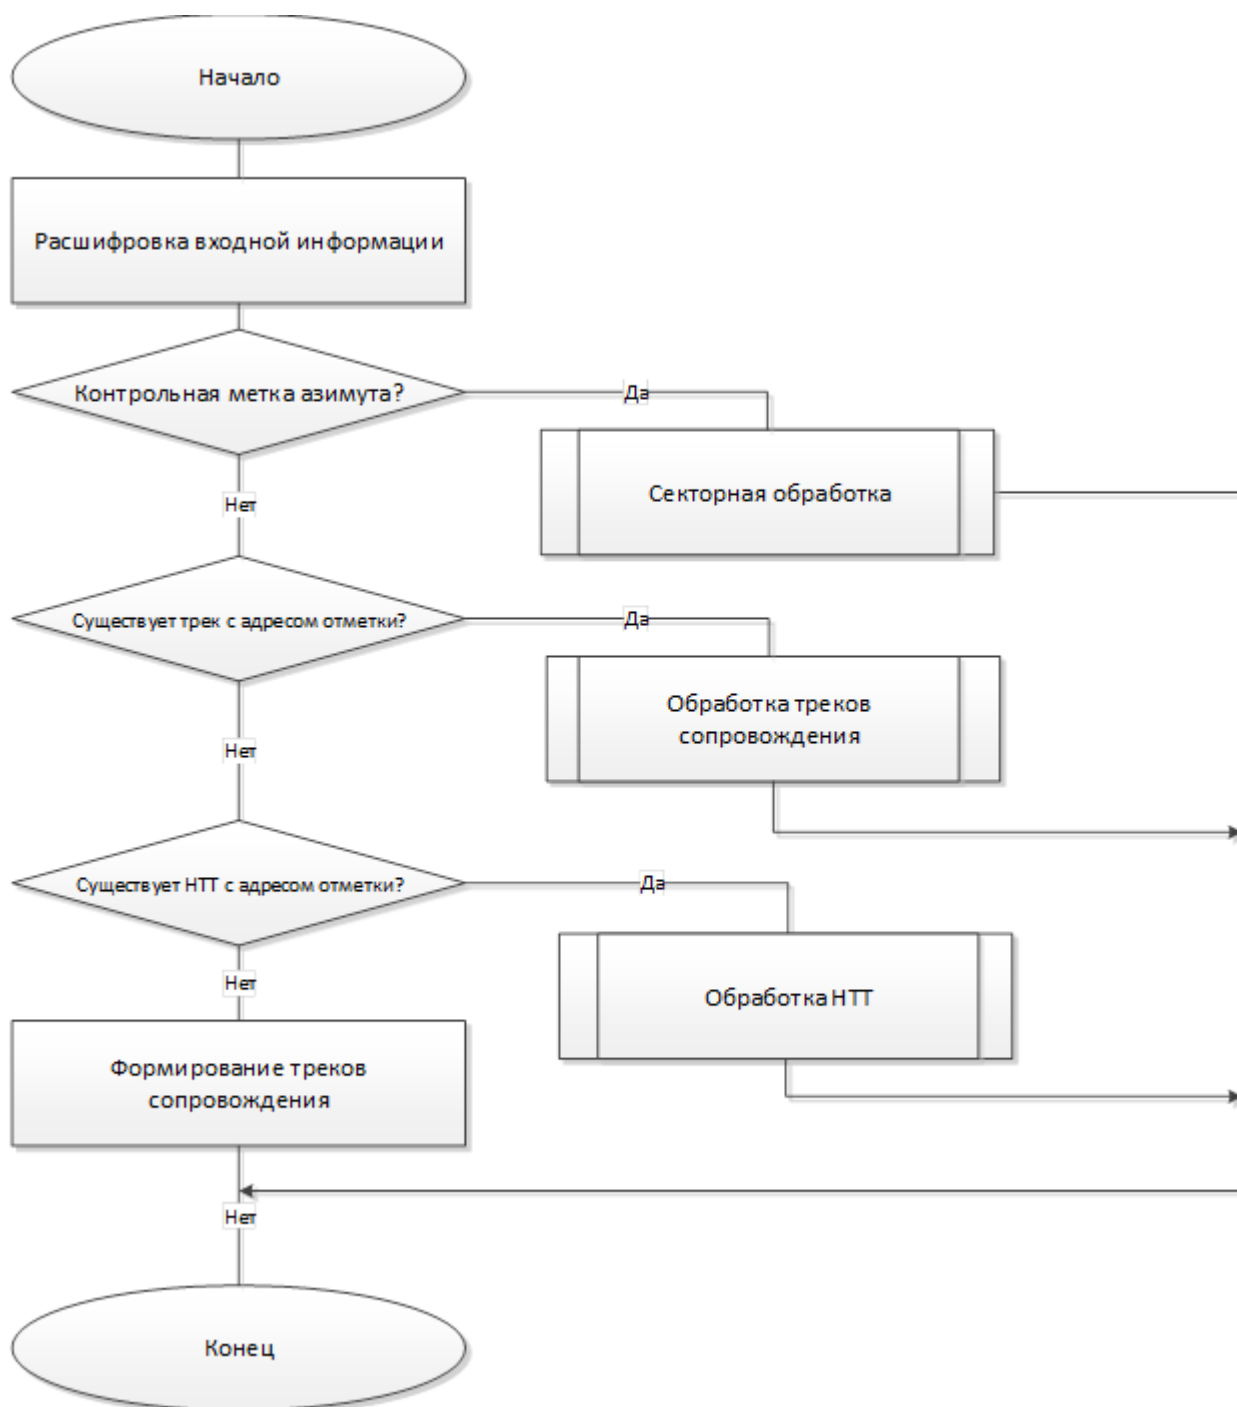 Начало
Расшифровка входной информации
Контрольная метка азимута?
Да
Секторная обработка
Нет
Существует трек с адресом отметки?
Да
Обработка треков
сопровождения
Нет
Существует НТТ с адресом отметки?
Да
Обработка НТТ
Нет
Формирование треков
сопровождения
Нет
Конец